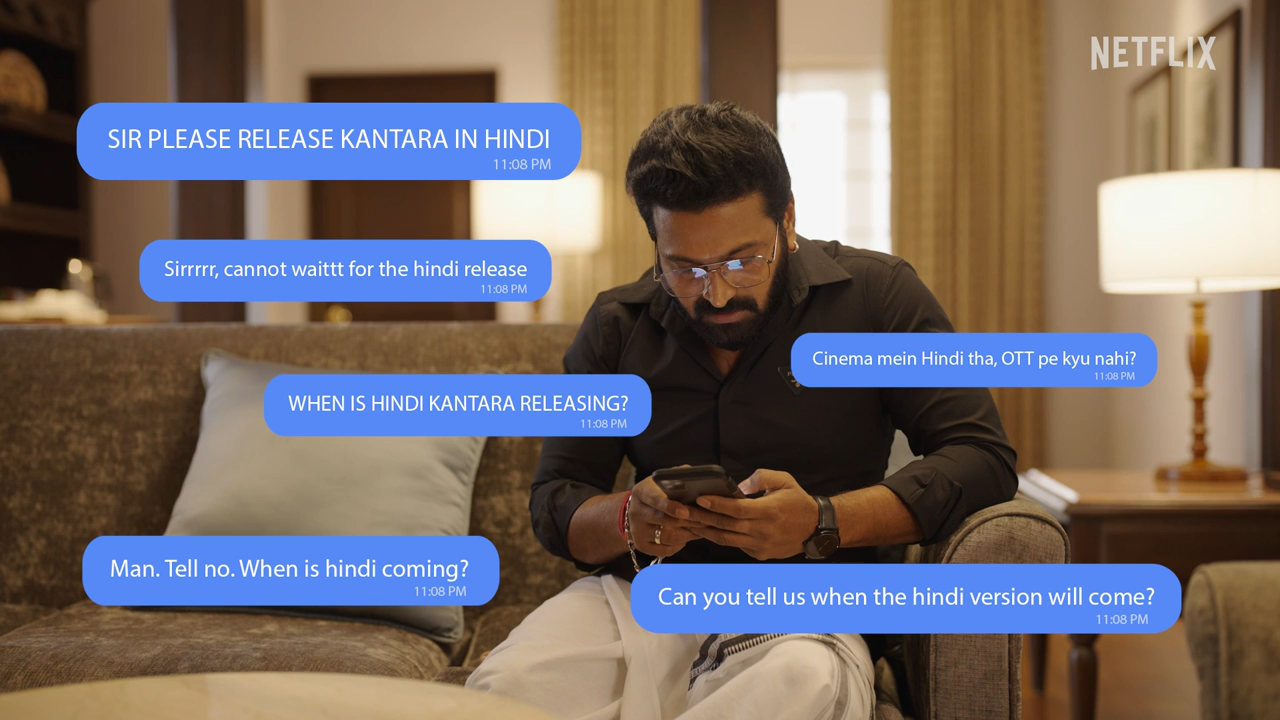 NETFLIX
SIR PLEASE RELEASE KANTARA IN HINDI
11:08 PM
Sirrrrr, cannot waittt for the hindi release
11:08 PM
Cinema mein Hindi tha, OTT pe kyu nahi?
11:08 PM
WHEN IS HINDI KANTARA RELEASING?
11:08 PM
Man. Tell no. When is hindi coming?
11:08 PM
Can you tell us when the hindi version will come?
11:08 PM